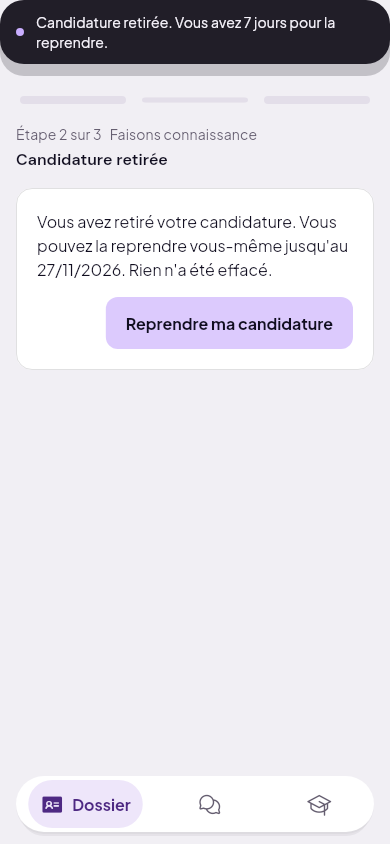 Candidature retirée. Vous avez 7 jours pour la
reprendre.
Étape 2 sur 3 Faisons connaissance
Candidature retirée
Vous avez retiré votre candidature. Vous
pouvez la reprendre vous-même jusqu'au
27/11/2026. Rien n'a été effacé.
Reprendre ma candidature
Dossier